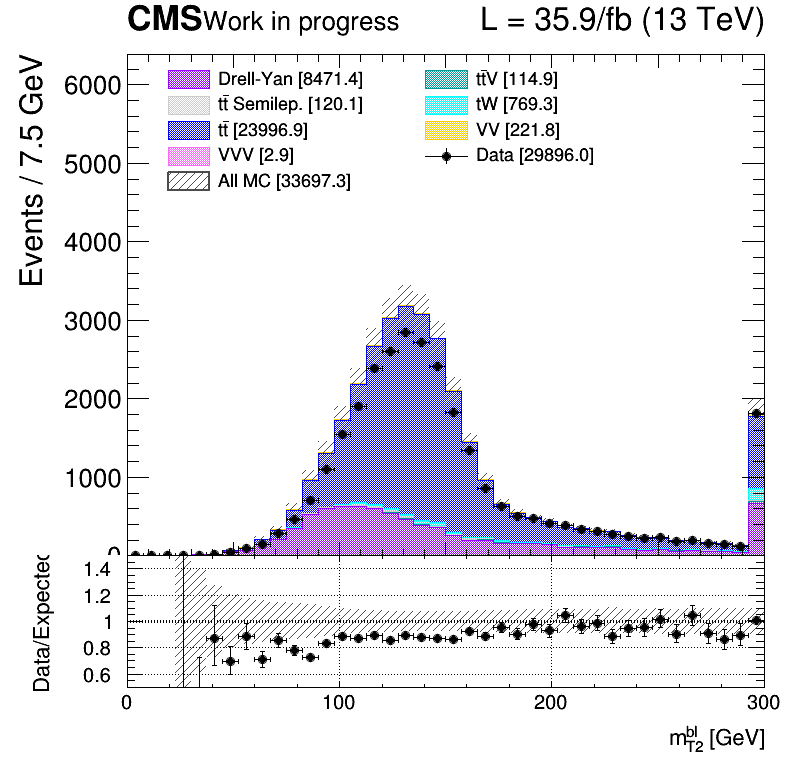 CMS Work in progress L = 35.9/fb (13 TeV)
Drell-Yan [8471.4]
tt̄ Semilep. [120.1]
tt̄ [23996.9]
VVV [2.9]
All MC [33697.3]
tt̄V [114.9]
tW [769.3]
VV [221.8]
Data [29896.0]
Events / 7.5 GeV
6000
5000
4000
3000
2000
1000
0
Data/Expected
1.4
1.2
1
0.8
0.6
0 100 200 300
m_{T2}^{bl} [GeV]